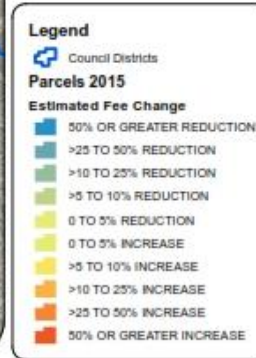 Legend
Council Districts
Parcels 2015
Estimated Fee Change
50% OR GREATER REDUCTION
>25 TO 50% REDUCTION
>10 TO 25% REDUCTION
>5 TO 10% REDUCTION
0 TO 5% REDUCTION
0 TO 5% INCREASE
>5 TO 10% INCREASE
>10 TO 25% INCREASE
>25 TO 50% INCREASE
50% OR GREATER INCREASE